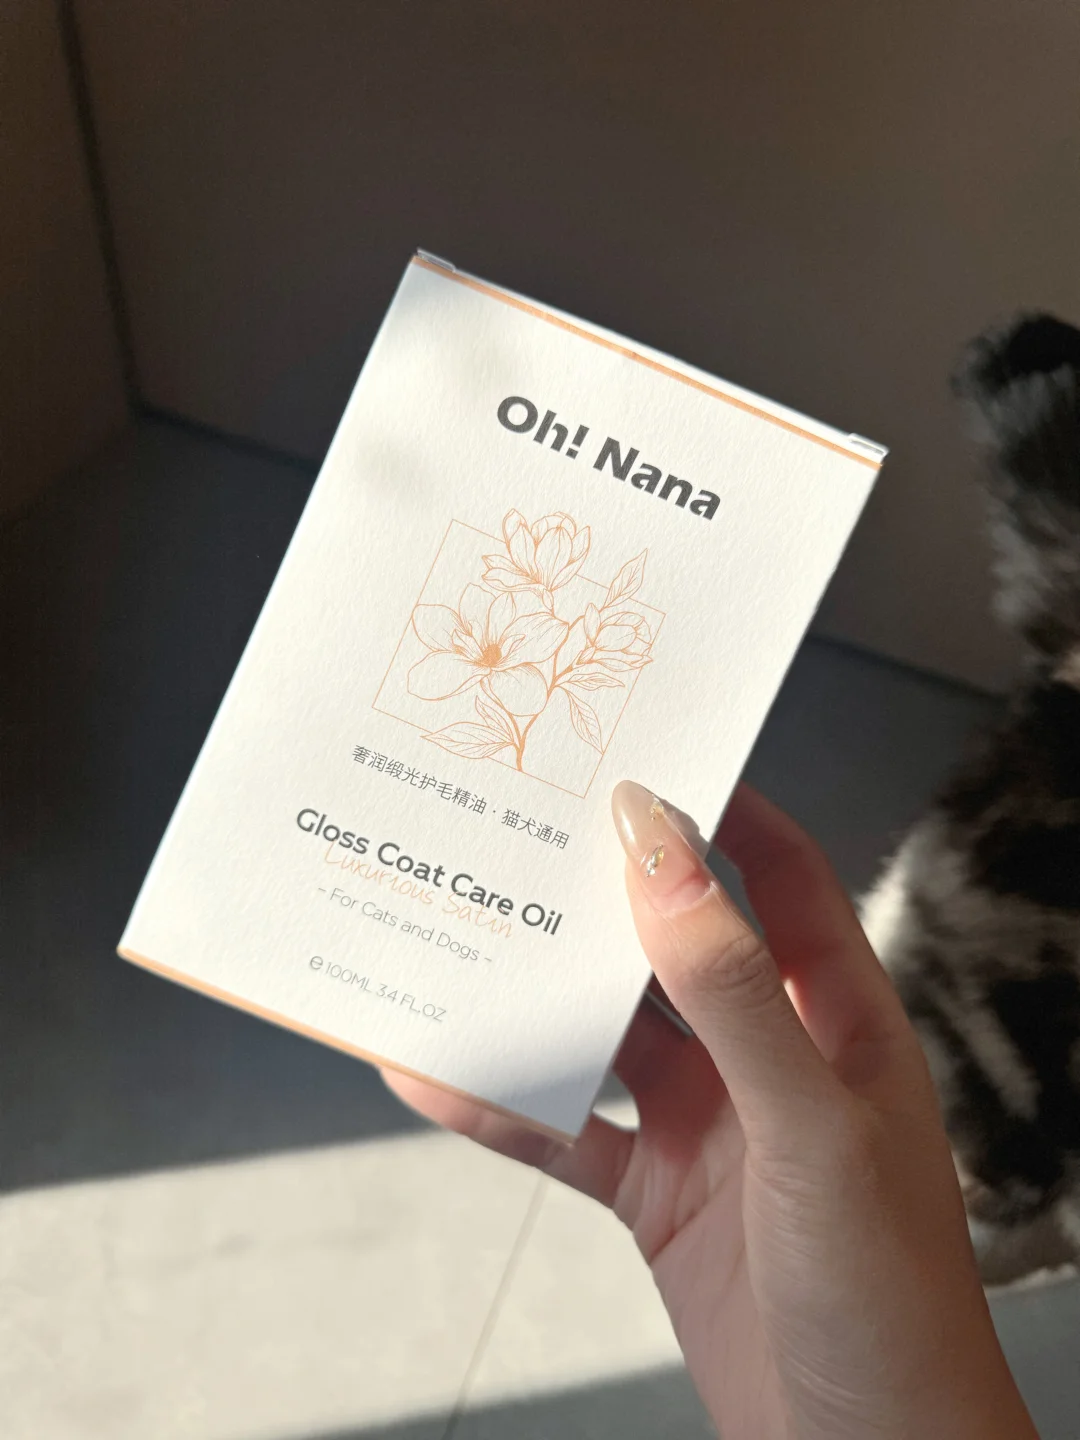 Oh! Nana
奢润缎光护毛精油 · 猫犬通用
Gloss Coat Care Oil
Luxurious Satin
- For Cats and Dogs -
e 100ML 3.4 FL.OZ